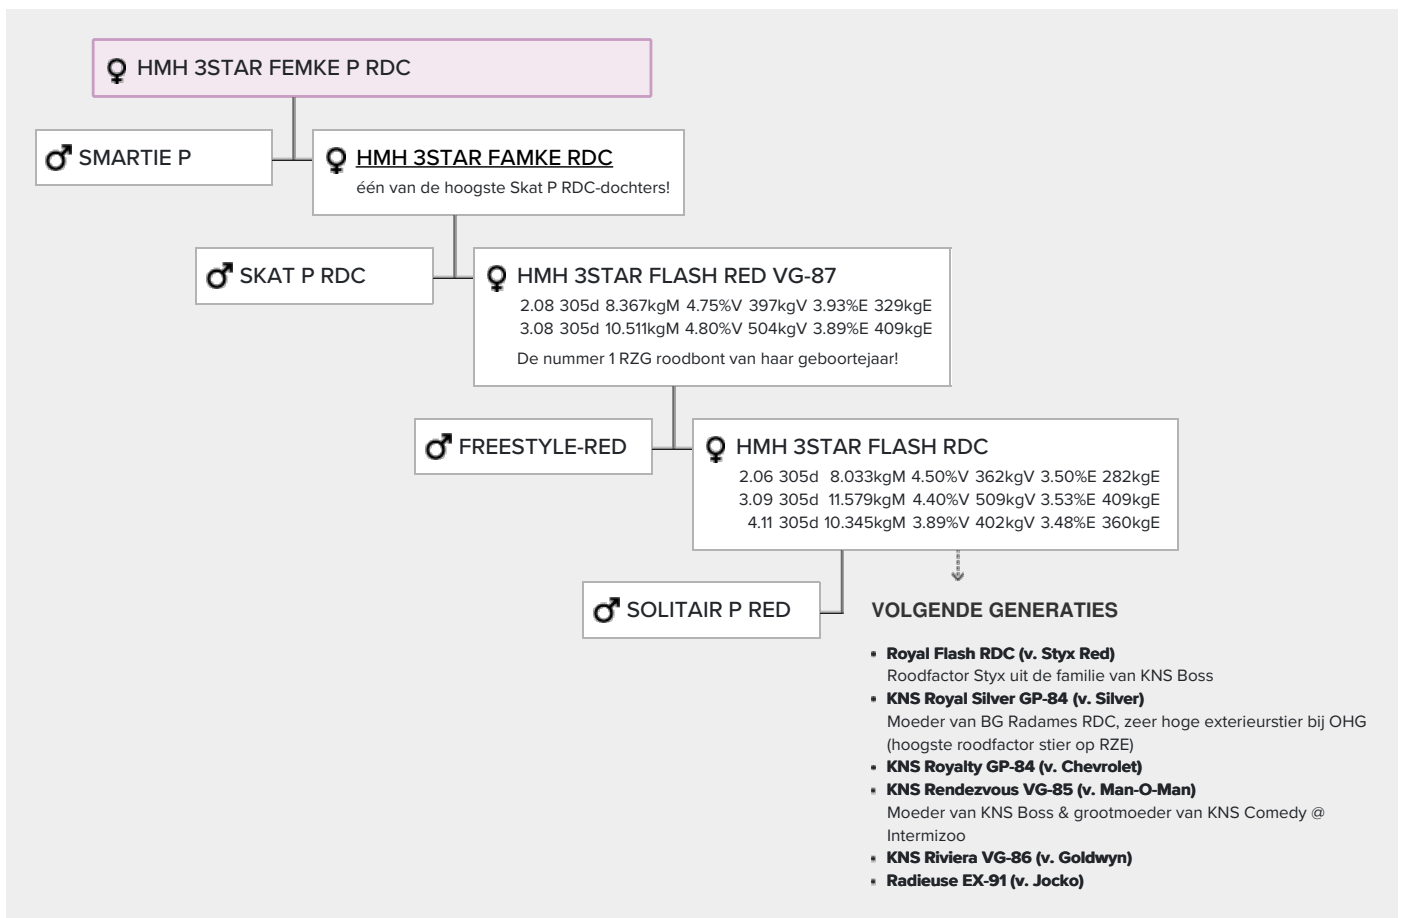 HMH 3STAR FEMKE P RDC
SMARTIE P
HMH 3STAR FAMKE RDC
één van de hoogste Skat P RDC-dochters!
SKAT P RDC
HMH 3STAR FLASH RED VG-87
2.08 305d 8.367kgM 4.75%V 397kgV 3.93%E 329kgE
3.08 305d 10.511kgM 4.80%V 504kgV 3.89%E 409kgE
De nummer 1 RZG roodbont van haar geboortejaar!
FREESTYLE-RED
HMH 3STAR FLASH RDC
2.06 305d 8.033kgM 4.50%V 362kgV 3.50%E 282kgE
3.09 305d 11.579kgM 4.40%V 509kgV 3.53%E 409kgE
4.11 305d 10.345kgM 3.89%V 402kgV 3.48%E 360kgE
SOLITAIR P RED
VOLGENDE GENERATIES
▪ Royal Flash RDC (v. Styx Red)
Roodfactor Styx uit de familie van KNS Boss
▪ KNS Royal Silver GP-84 (v. Silver)
Moeder van BG Radames RDC, zeer hoge exterieurstier bij OHG
(hoogste roodfactor stier op RZE)
▪ KNS Royalty GP-84 (v. Chevrolet)
▪ KNS Rendezvous VG-85 (v. Man-O-Man)
Moeder van KNS Boss & grootmoeder van KNS Comedy @
Intermizoo
▪ KNS Riviera VG-86 (v. Goldwyn)
▪ Radieuse EX-91 (v. Jocko)